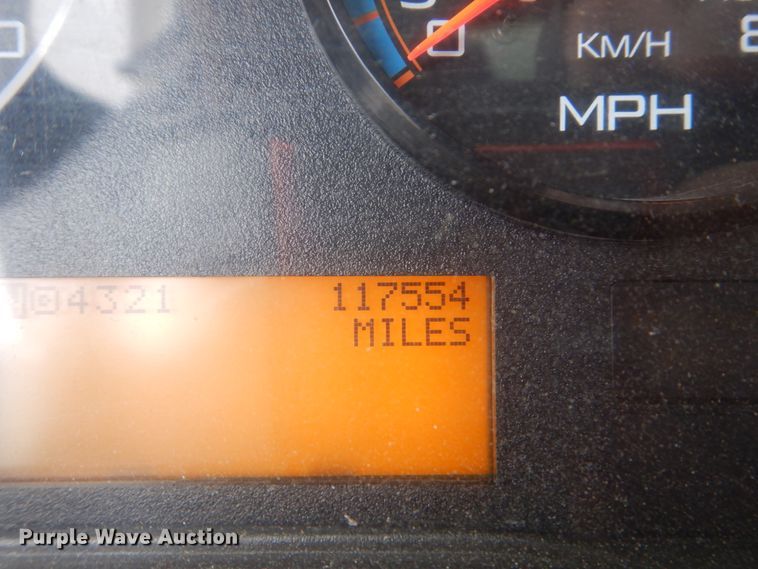 0
KM/H
MPH
4321 117554
MILES
Purple Wave Auction